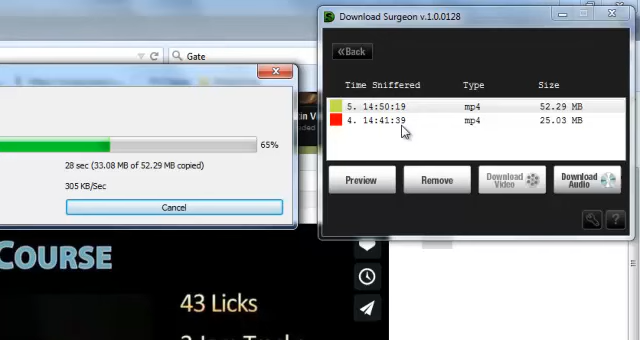 Download Surgeon v.1.0.0128
Gate
«Back
Time Sniffered Type Size
5. 14:50:19 mp4 52.29 MB
4. 14:41:39 mp4 25.03 MB
65%
28 sec (33.08 MB of 52.29 MB copied)
305 KB/Sec
Cancel
Preview
Remove
Download Video
Download Audio
?
COURSE
43 Licks